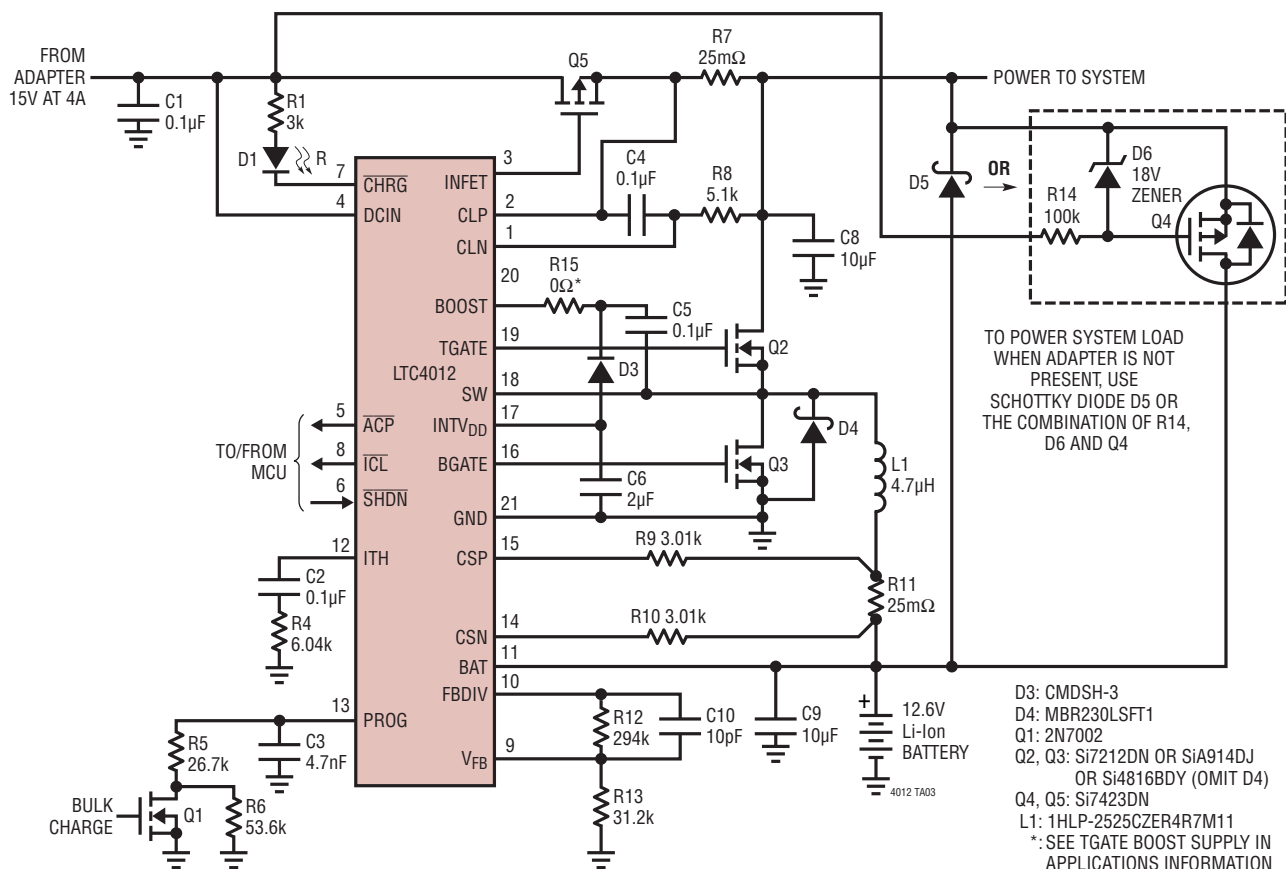 FROM
ADAPTER
15V AT 4A
C1
0.1µF
R1
3k
D1
R
Q5
R7
25mΩ
POWER TO SYSTEM
C4
0.1µF
R8
5.1k
C8
10µF
D5
OR
R14
100k
D6
18V
ZENER
Q4
TO POWER SYSTEM LOAD
WHEN ADAPTER IS NOT
PRESENT, USE
SCHOTTKY DIODE D5 OR
THE COMBINATION OF R14,
D6 AND Q4
7
CHRG
4
DCIN
3
INFET
2
CLP
1
CLN
20
BOOST
19
TGATE
LTC4012
18
SW
17
INTVDD
16
BGATE
21
GND
15
CSP
14
CSN
11
BAT
10
FBDIV
9
VFB
5
ACP
8
ICL
6
SHDN
TO/FROM
MCU
12
ITH
13
PROG
R15
0Ω*
C5
0.1µF
D3
Q2
D4
Q3
C6
2µF
L1
4.7µH
R9 3.01k
R11
25mΩ
R10 3.01k
C2
0.1µF
R4
6.04k
R5
26.7k
C3
4.7nF
BULK
CHARGE
Q1
R6
53.6k
R12
294k
C10
10pF
C9
10µF
R13
31.2k
+
12.6V
Li-Ion
BATTERY
4012 TA03
D3: CMDSH-3
D4: MBR230LSFT1
Q1: 2N7002
Q2, Q3: Si7212DN OR SiA914DJ
OR Si4816BDY (OMIT D4)
Q4, Q5: Si7423DN
L1: 1HLP-2525CZER4R7M11
*: SEE TGATE BOOST SUPPLY IN
APPLICATIONS INFORMATION